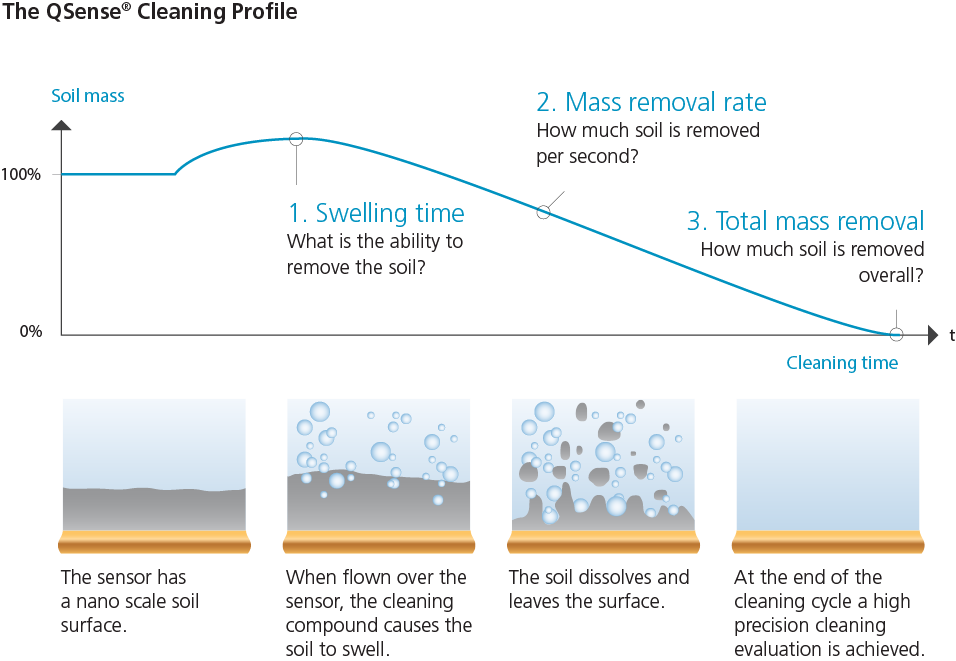 The QSense® Cleaning Profile
Soil mass
100%
0%
1. Swelling time
What is the ability to
remove the soil?
2. Mass removal rate
How much soil is removed
per second?
3. Total mass removal
How much soil is removed
overall?
t
Cleaning time
The sensor has
a nano scale soil
surface.
When flown over the
sensor, the cleaning
compound causes the
soil to swell.
The soil dissolves and
leaves the surface.
At the end of the
cleaning cycle a high
precision cleaning
evaluation is achieved.